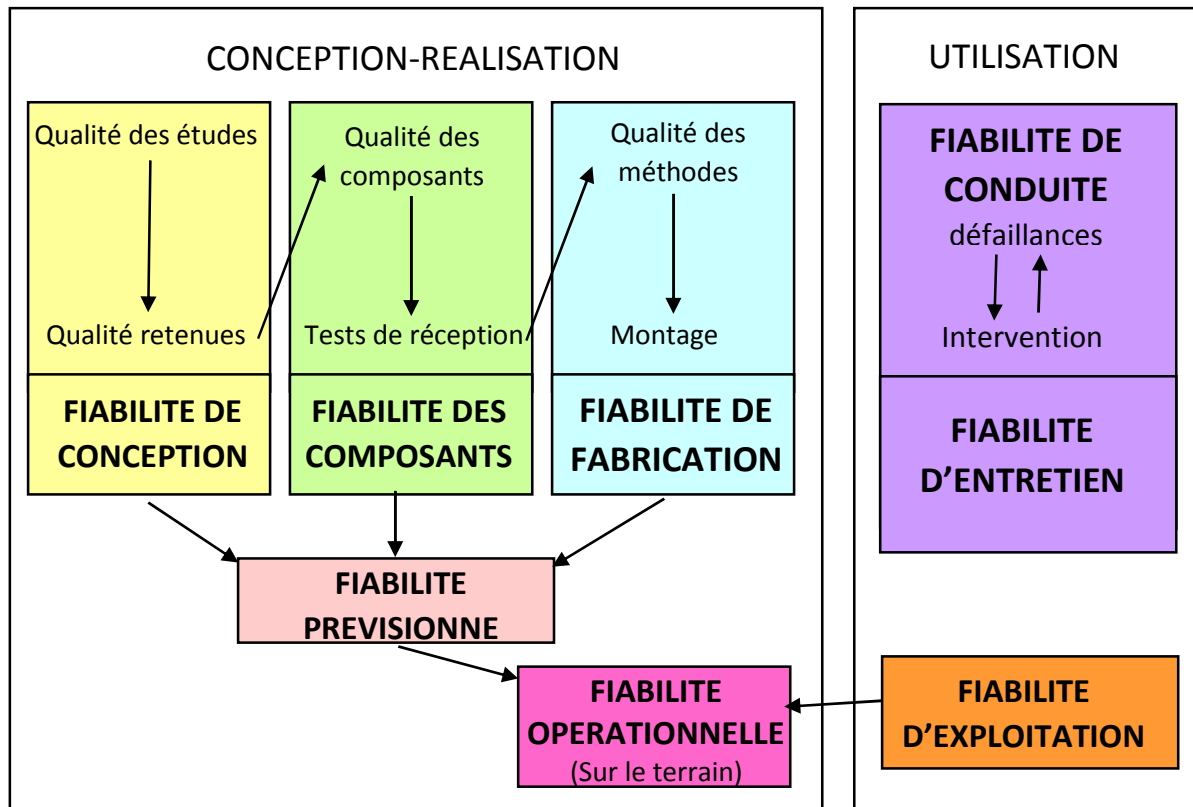 CONCEPTION-REALISATION
Qualité des études
Qualité retenues
FIABILITE DE
CONCEPTION
Qualité des
composants
Tests de réception
FIABILITE DES
COMPOSANTS
Qualité des
méthodes
Montage
FIABILITE DE
FABRICATION
FIABILITE
PREVISIONNE
FIABILITE
OPERATIONNELLE
(Sur le terrain)
UTILISATION
FIABILITE DE
CONDUITE
défaillances
Intervention
FIABILITE
D’ENTRETIEN
FIABILITE
D’EXPLOITATION